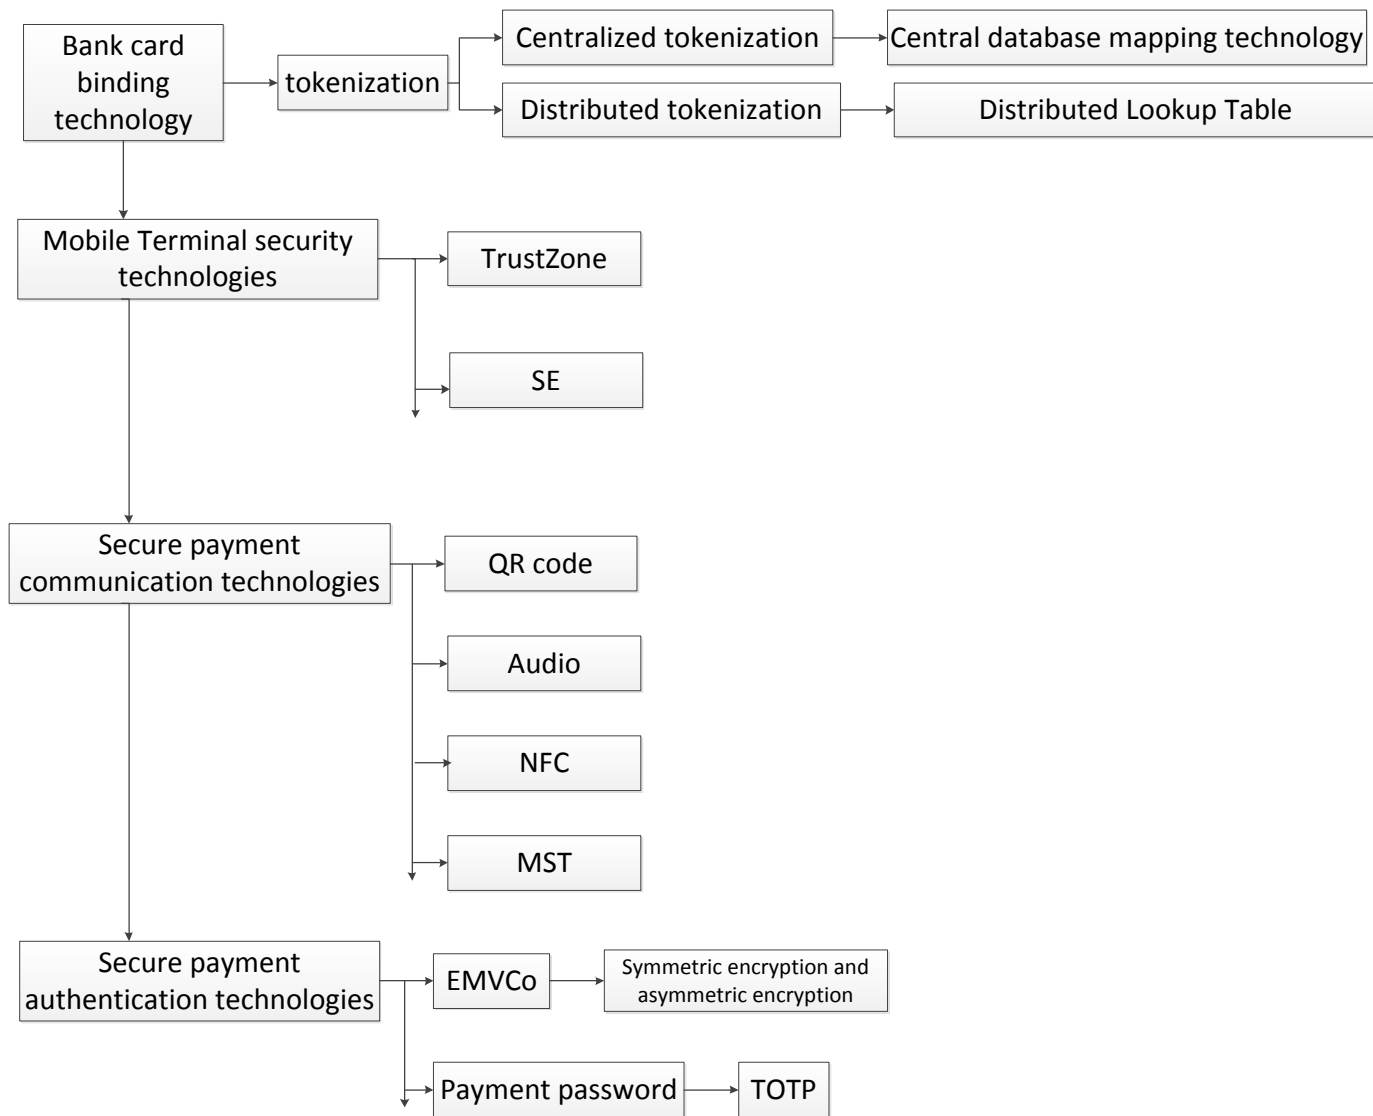 Bank card
binding
technology
tokenization
Centralized tokenization
Central database mapping technology
Distributed tokenization
Distributed Lookup Table
Mobile Terminal security
technologies
TrustZone
SE
Secure payment
communication technologies
QR code
Audio
NFC
MST
Secure payment
authentication technologies
EMVCo
Symmetric encryption and
asymmetric encryption
Payment password
TOTP